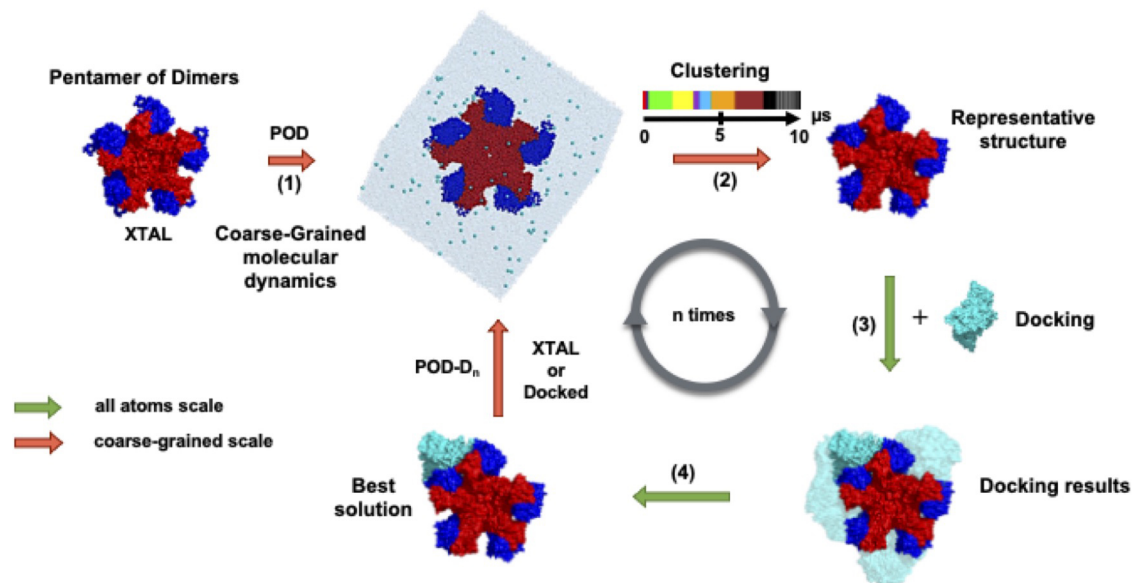 Pentamer of Dimers
XTAL
POD
(1)
Coarse-Grained
molecular
dynamics
Clustering
0
5
10
µs
(2)
Representative
structure
(3)
+
Docking
n times
POD-Dₙ
XTAL
or
Docked
all atoms scale
coarse-grained scale
Best
solution
(4)
Docking results